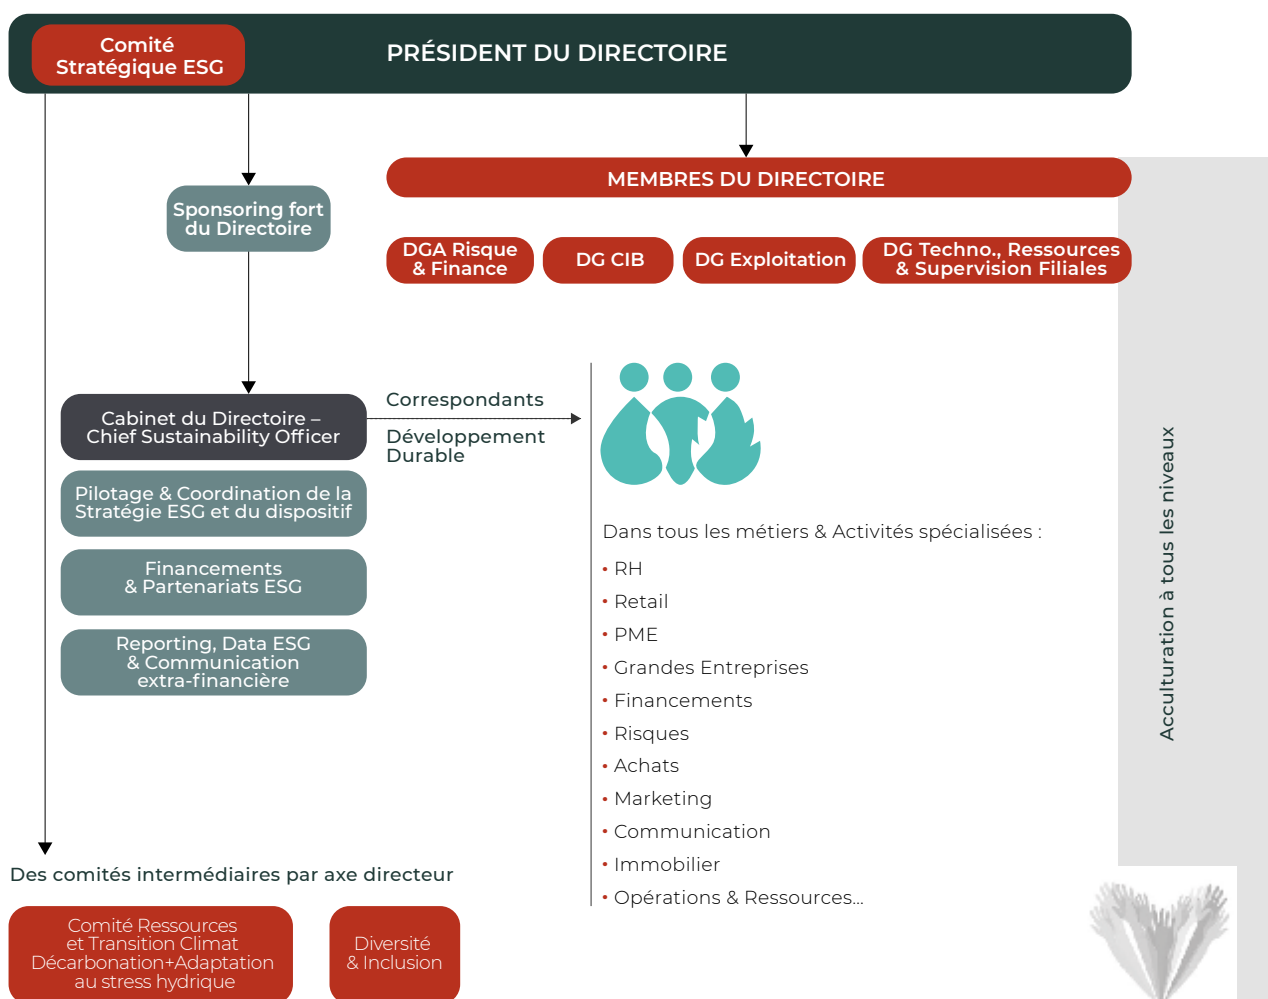 Comité
Stratégique ESG
PRÉSIDENT DU DIRECTOIRE
MEMBRES DU DIRECTOIRE
Sponsoring fort
du Directoire
DGA Risque
& Finance
DG CIB
DG Exploitation
DG Techno., Ressources
& Supervision Filiales
Cabinet du Directoire –
Chief Sustainability Officer
Correspondants
Développement
Durable
Pilotage & Coordination de la
Stratégie ESG et du dispositif
Financements
& Partenariats ESG
Reporting, Data ESG
& Communication
extra-financière
Dans tous les métiers & Activités spécialisées :
• RH
• Retail
• PME
• Grandes Entreprises
• Financements
• Risques
• Achats
• Marketing
• Communication
• Immobilier
• Opérations & Ressources...
Acculturation à tous les niveaux
Des comités intermédiaires par axe directeur
Comité Ressources
et Transition Climat
Décarbonation+Adaptation
au stress hydrique
Diversité
& Inclusion